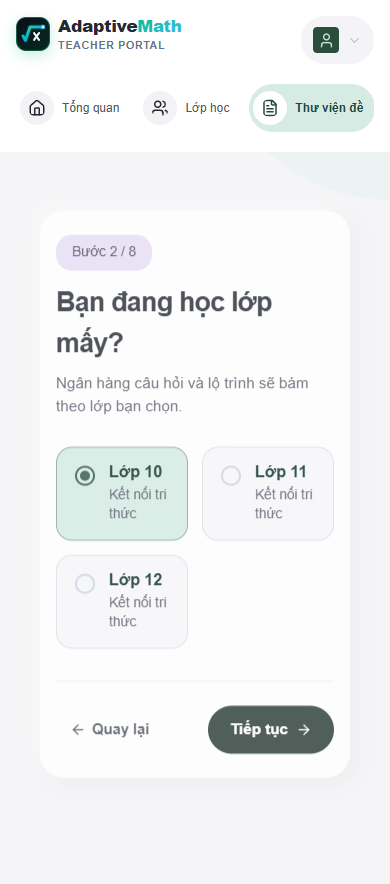 AdaptiveMath
TEACHER PORTAL
Tổng quan
Lớp học
Thư viện đề
Bước 2 / 8
Bạn đang học lớp
mấy?
Ngân hàng câu hỏi và lộ trình sẽ bám
theo lớp bạn chọn.
Lớp 10
Kết nối tri
thức
Lớp 11
Kết nối tri
thức
Lớp 12
Kết nối tri
thức
Quay lại
Tiếp tục